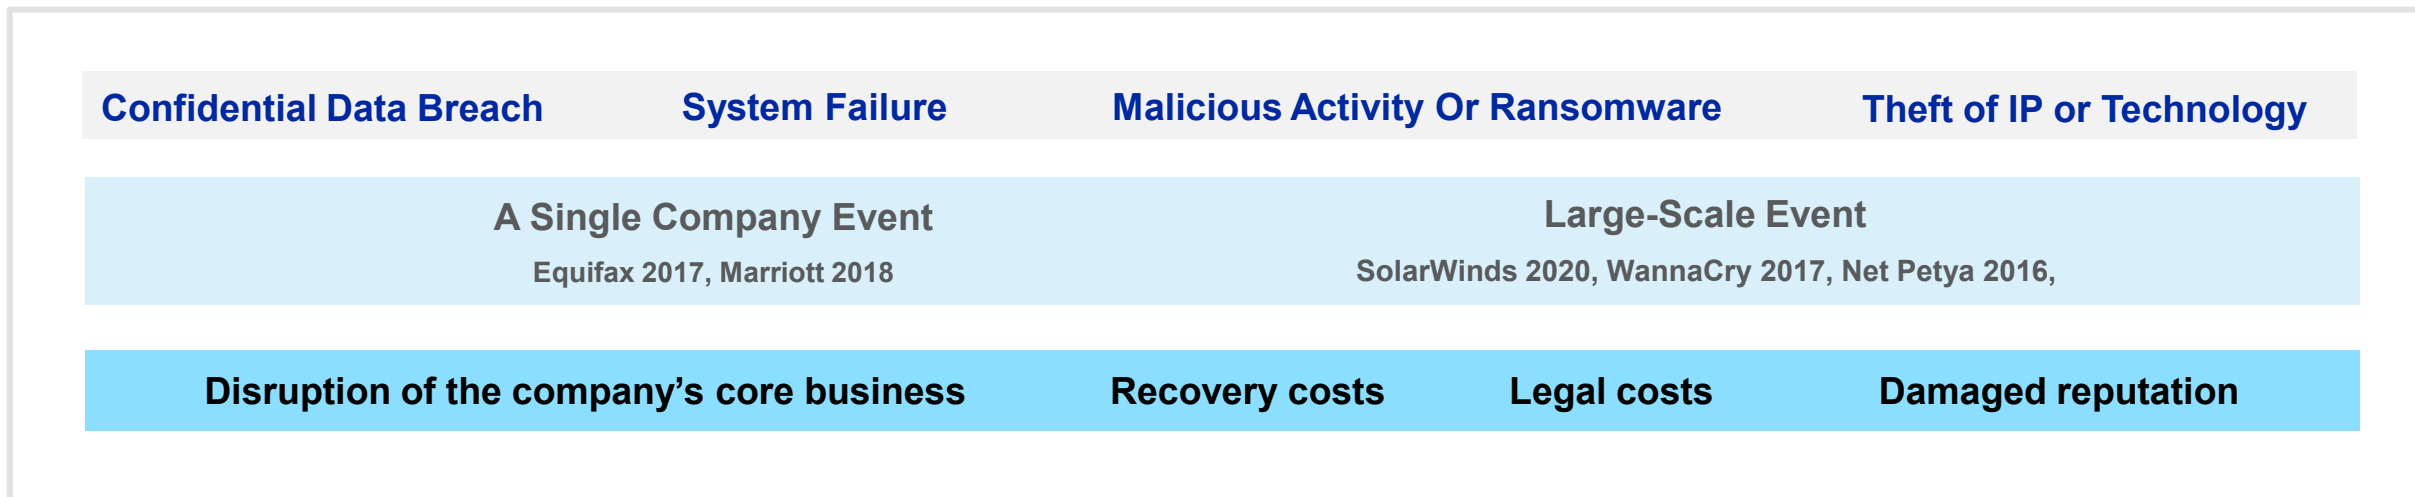 Confidential Data Breach System Failure Malicious Activity Or Ransomware Theft of IP or Technology
A Single Company Event Large-Scale Event
Equifax 2017, Marriott 2018 SolarWinds 2020, WannaCry 2017, Net Petya 2016,
Disruption of the company’s core business Recovery costs Legal costs Damaged reputation